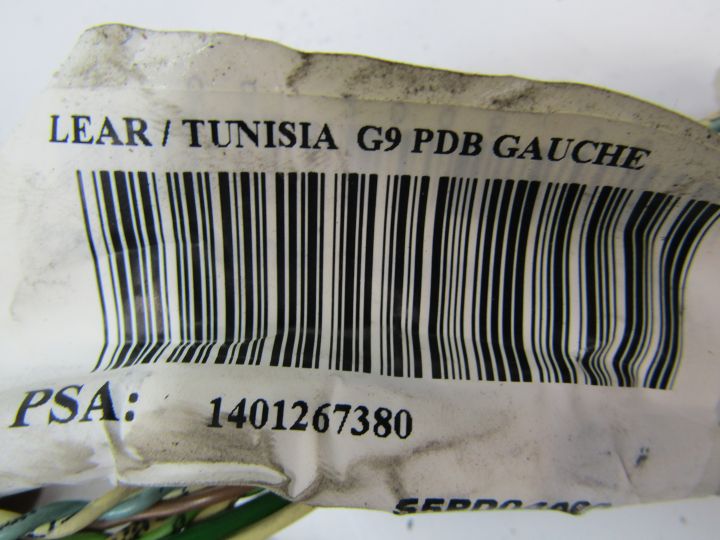 LEAR / TUNISIA G9 PDB GAUCHE
PSA: 1401267380